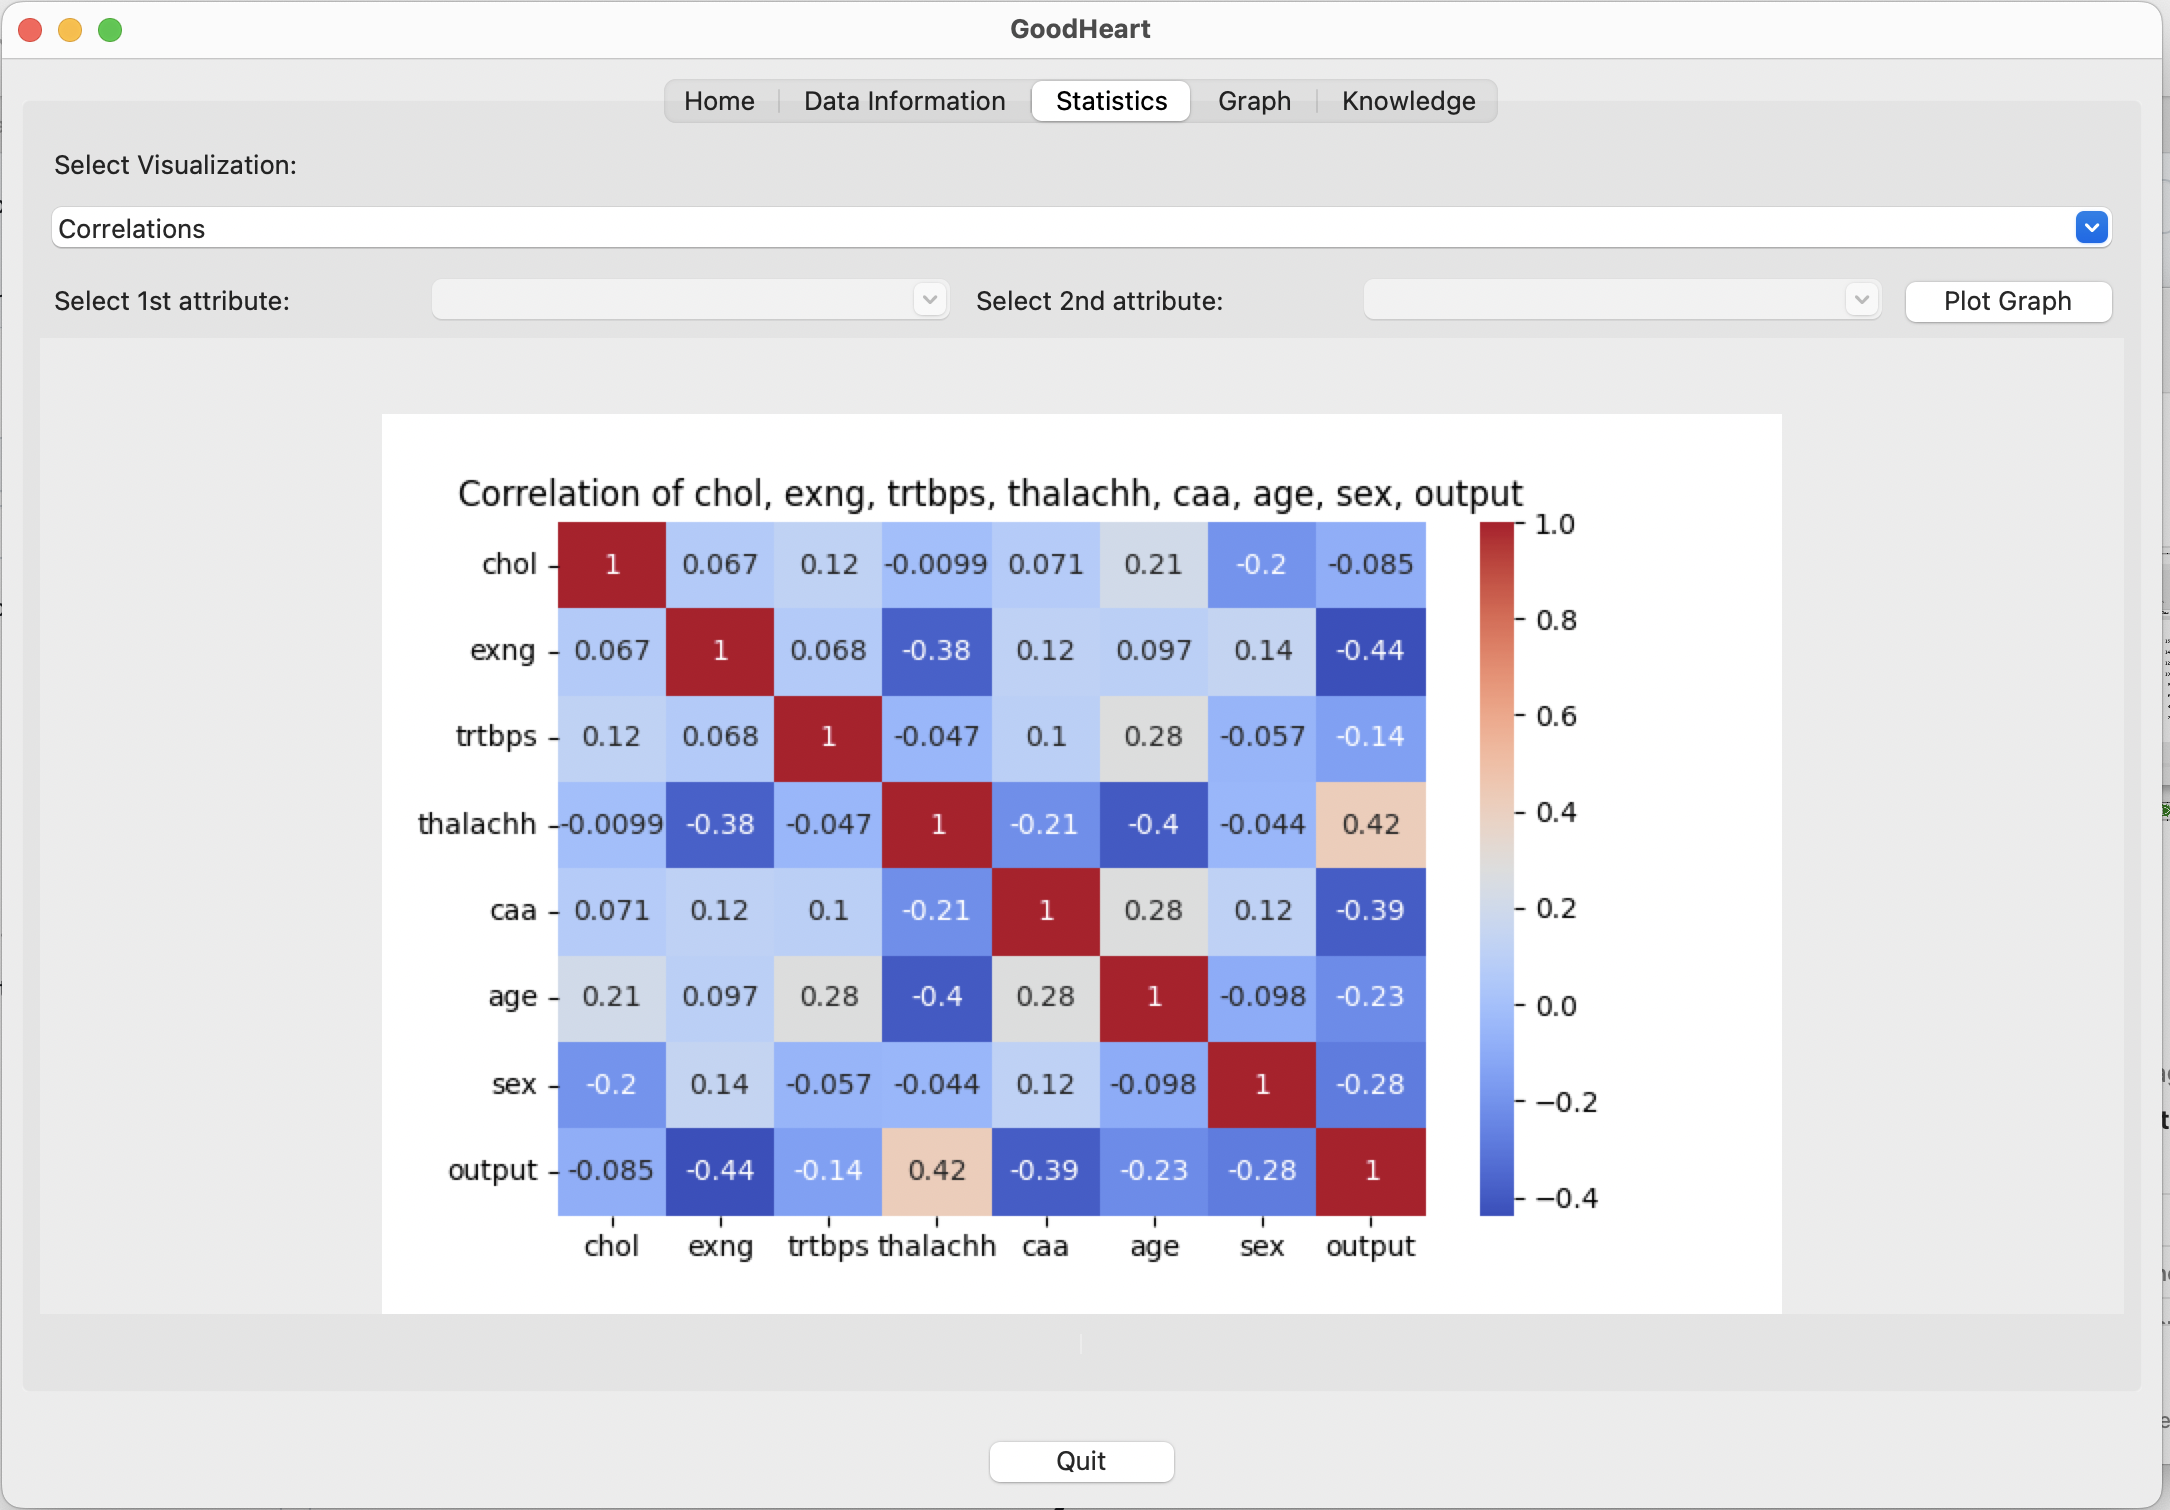 GoodHeart
Home Data Information Statistics Graph Knowledge
Select Visualization:
Correlations
Select 1st attribute: Select 2nd attribute: Plot Graph
Correlation of chol, exng, trtbps, thalachh, caa, age, sex, output
chol 1 0.067 0.12 -0.0099 0.071 0.21 -0.2 -0.085
exng 0.067 1 0.068 -0.38 0.12 0.097 0.14 -0.44
trtbps 0.12 0.068 1 -0.047 0.1 0.28 -0.057 -0.14
thalachh -0.0099 -0.38 -0.047 1 -0.21 -0.4 -0.044 0.42
caa 0.071 0.12 0.1 -0.21 1 0.28 0.12 -0.39
age 0.21 0.097 0.28 -0.4 0.28 1 -0.098 -0.23
sex -0.2 0.14 -0.057 -0.044 0.12 -0.098 1 -0.28
output -0.085 -0.44 -0.14 0.42 -0.39 -0.23 -0.28 1
chol exng trtbps thalachh caa age sex output
1.0
0.8
0.6
0.4
0.2
0.0
−0.2
−0.4
Quit